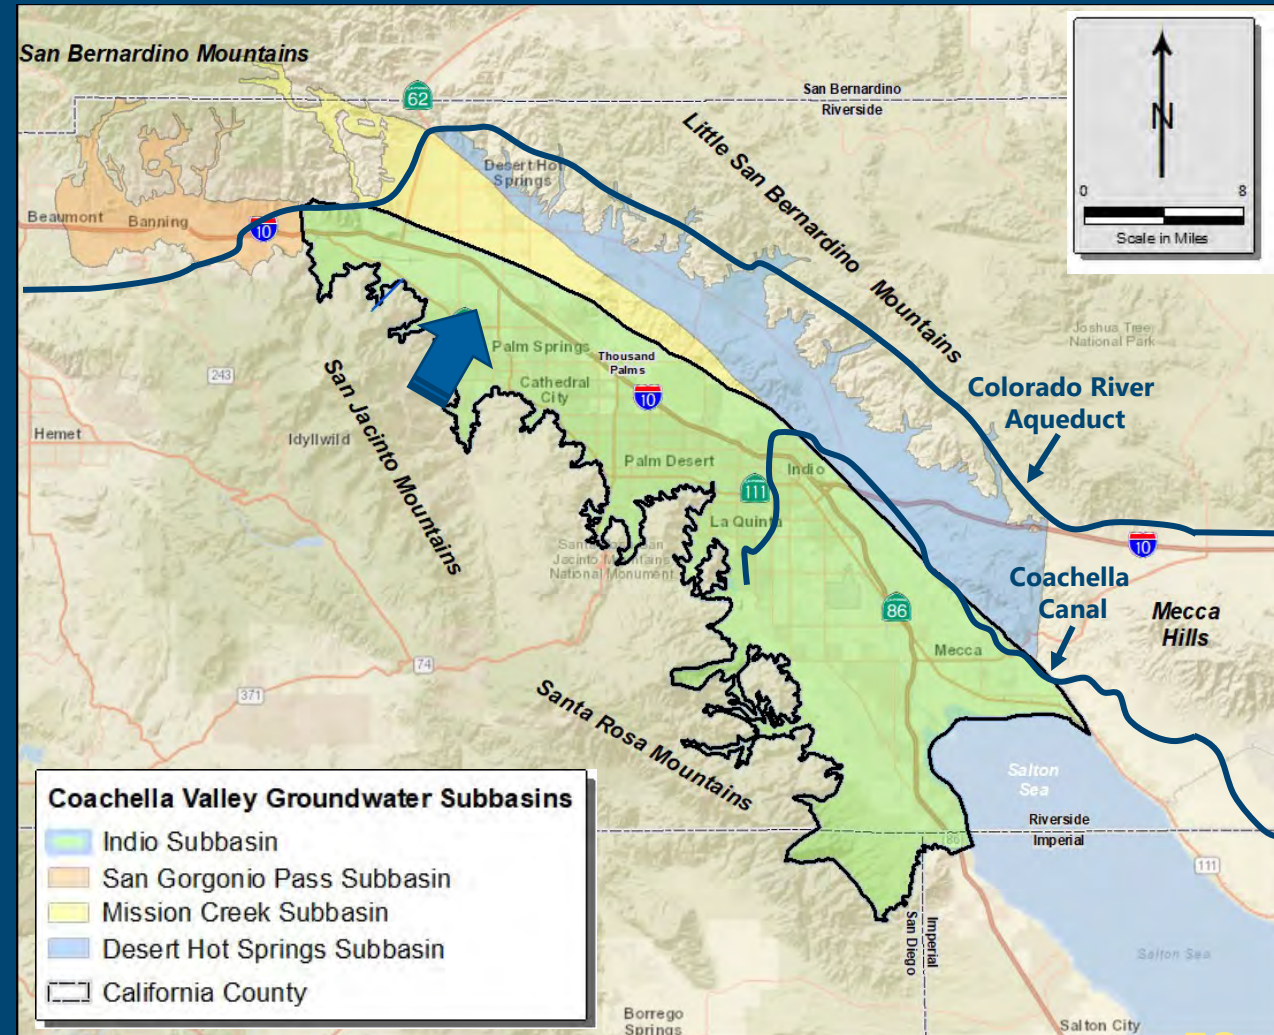 San Bernardino Mountains
62
San Bernardino
Riverside
N
0 8
Scale in Miles
Little San Bernardino Mountains
Desert Hot
Springs
Beaumont
Banning
10
Joshua Tree
National Park
Palm Springs
Thousand
Palms
243
Cathedral
City
10
Colorado River
Aqueduct
Hemet
Idyllwild
San Jacinto Mountains
Palm Desert
Indio
111
La Quinta
10
Jacinto Mountains
National Monument
Coachella
Canal
Mecca
Hills
86
Mecca
74
371
Santa Rosa Mountains
Salton
Sea
Riverside
Imperial
86
111
Coachella Valley Groundwater Subbasins
Indio Subbasin
San Gorgonio Pass Subbasin
Mission Creek Subbasin
Desert Hot Springs Subbasin
California County
Imperial
San Diego
Salton Sea
Borrego
Springs
Salton City